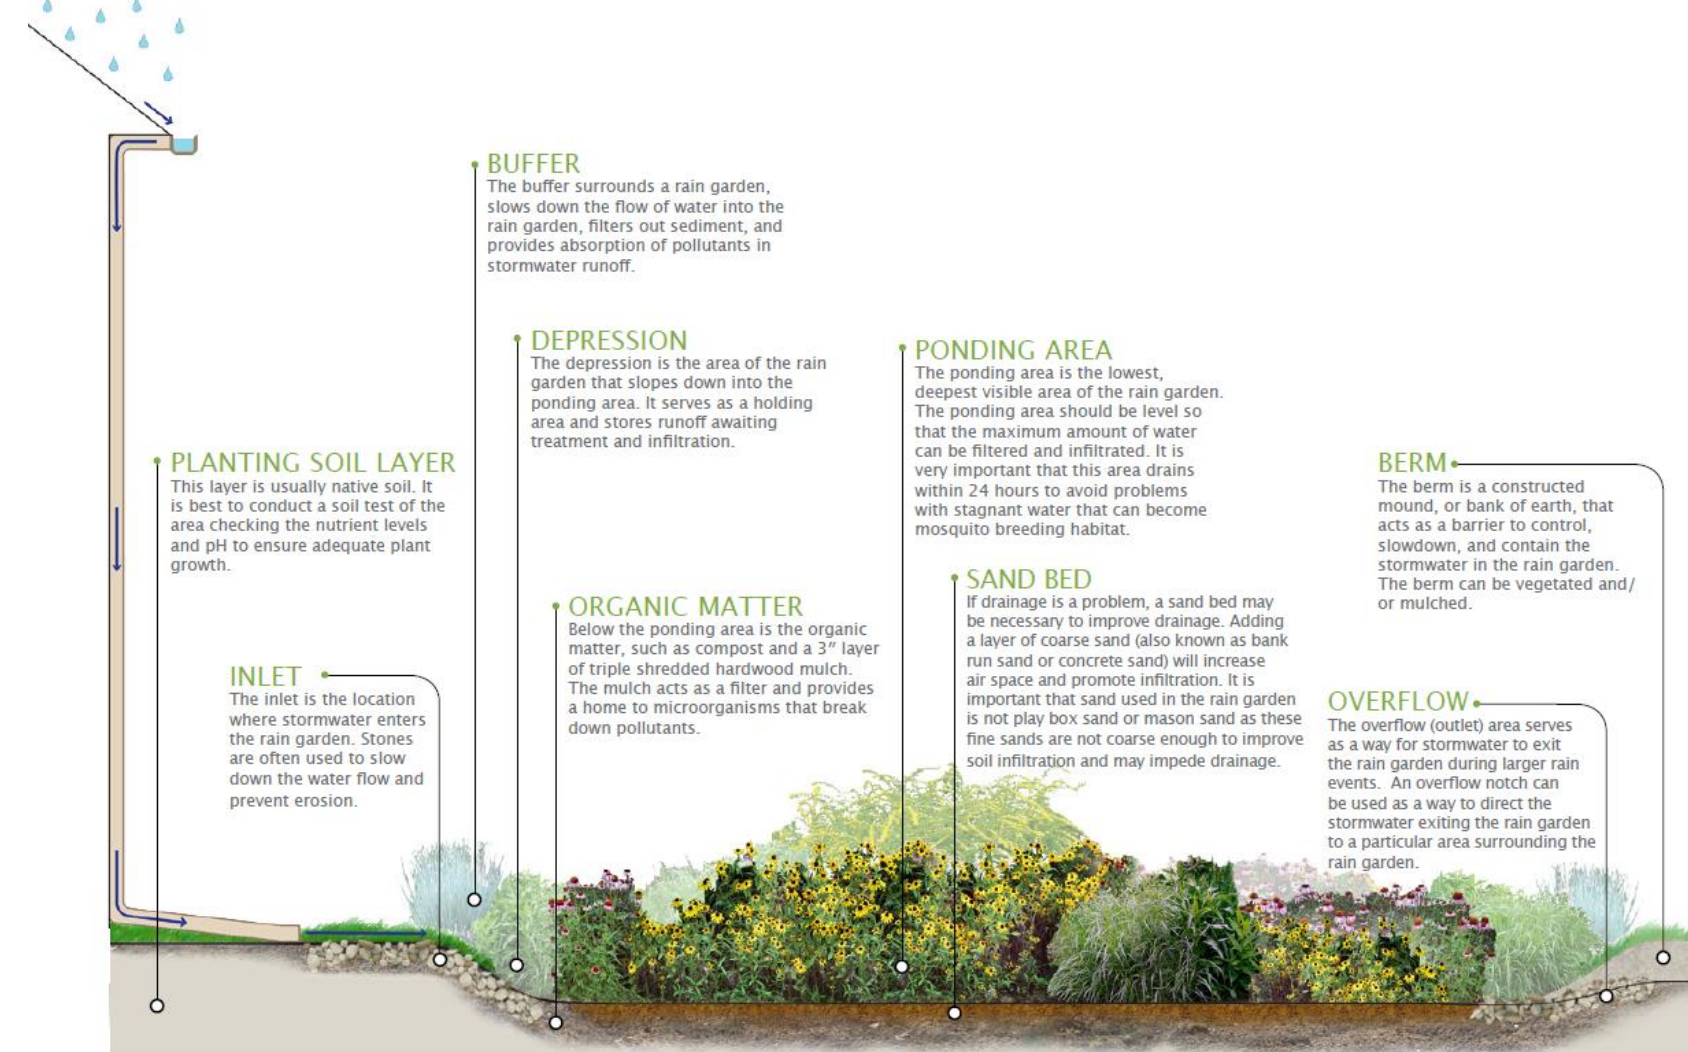 BUFFER
The buffer surrounds a rain garden,
slows down the flow of water into the
rain garden, filters out sediment, and
provides absorption of pollutants in
stormwater runoff.
DEPRESSION
The depression is the area of the rain
garden that slopes down into the
ponding area. It serves as a holding
area and stores runoff awaiting
treatment and infiltration.
PONDING AREA
The ponding area is the lowest,
deepest visible area of the rain garden.
The ponding area should be level so
that the maximum amount of water
can be filtered and infiltrated. It is
very important that this area drains
within 24 hours to avoid problems
with stagnant water that can become
mosquito breeding habitat.
PLANTING SOIL LAYER
This layer is usually native soil. It
is best to conduct a soil test of the
area checking the nutrient levels
and pH to ensure adequate plant
growth.
BERM
The berm is a constructed
mound, or bank of earth, that
acts as a barrier to control,
slowdown, and contain the
stormwater in the rain garden.
The berm can be vegetated and/
or mulched.
SAND BED
If drainage is a problem, a sand bed may
be necessary to improve drainage. Adding
a layer of coarse sand (also known as bank
run sand or concrete sand) will increase
air space and promote infiltration. It is
important that sand used in the rain garden
is not play box sand or mason sand as these
fine sands are not coarse enough to improve
soil infiltration and may impede drainage.
ORGANIC MATTER
Below the ponding area is the organic
matter, such as compost and a 3″ layer
of triple shredded hardwood mulch.
The mulch acts as a filter and provides
a home to microorganisms that break
down pollutants.
INLET
The inlet is the location
where stormwater enters
the rain garden. Stones
are often used to slow
down the water flow and
prevent erosion.
OVERFLOW
The overflow (outlet) area serves
as a way for stormwater to exit
the rain garden during larger rain
events. An overflow notch can
be used as a way to direct the
stormwater exiting the rain garden
to a particular area surrounding the
rain garden.